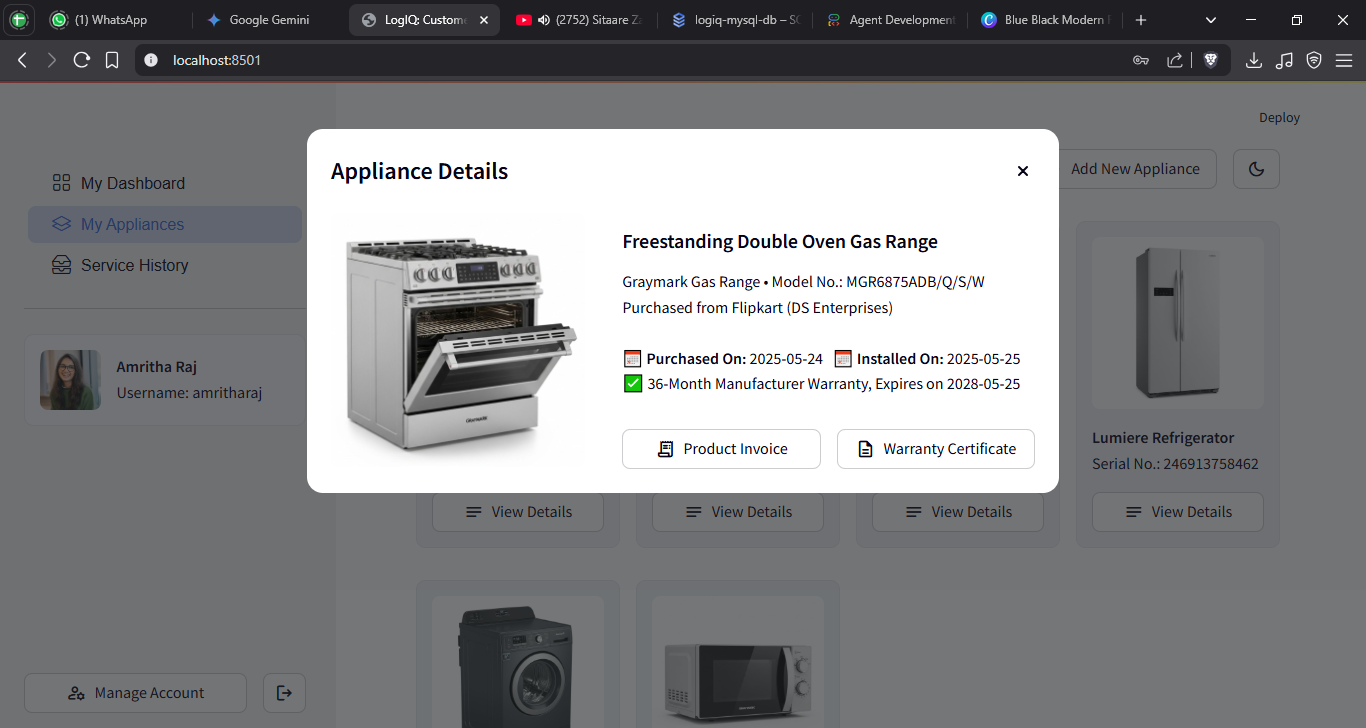 (1) WhatsApp
Google Gemini
LogIQ: Custome
(2752) Sitaare Z
logiq-mysql-db – SC
Agent Development
Blue Black Modern
localhost:8501
Deploy
My Dashboard
My Appliances
Service History
Amritha Raj
Username: amritharaj
Manage Account
Add New Appliance
Appliance Details
Freestanding Double Oven Gas Range
Graymark Gas Range • Model No.: MGR6875ADB/Q/S/W
Purchased from Flipkart (DS Enterprises)
Purchased On: 2025-05-24 Installed On: 2025-05-25
36-Month Manufacturer Warranty, Expires on 2028-05-25
Product Invoice Warranty Certificate
Lumiere Refrigerator
Serial No.: 246913758462
View Details View Details View Details View Details